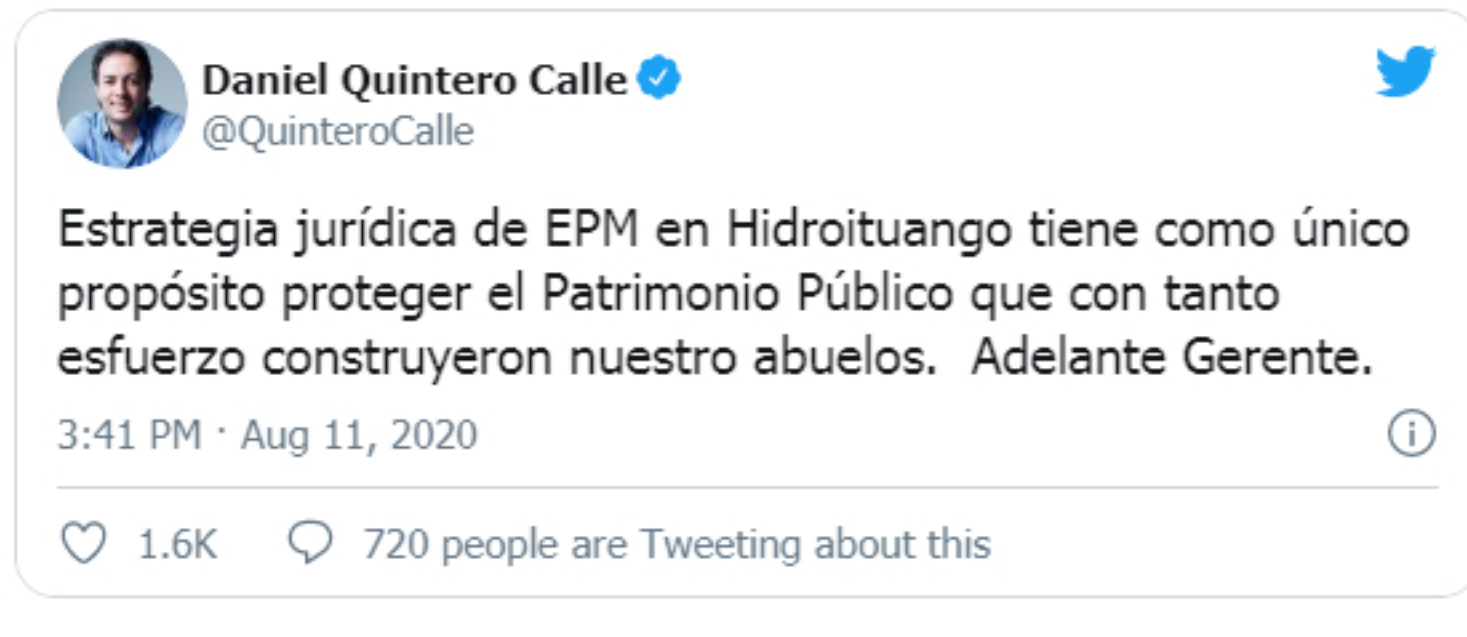 Daniel Quintero Calle
@QuinteroCalle
Estrategia jurídica de EPM en Hidroituango tiene como único
propósito proteger el Patrimonio Público que con tanto
esfuerzo construyeron nuestro abuelos.  Adelante Gerente.
3:41 PM · Aug 11, 2020
1.6K 720 people are Tweeting about this